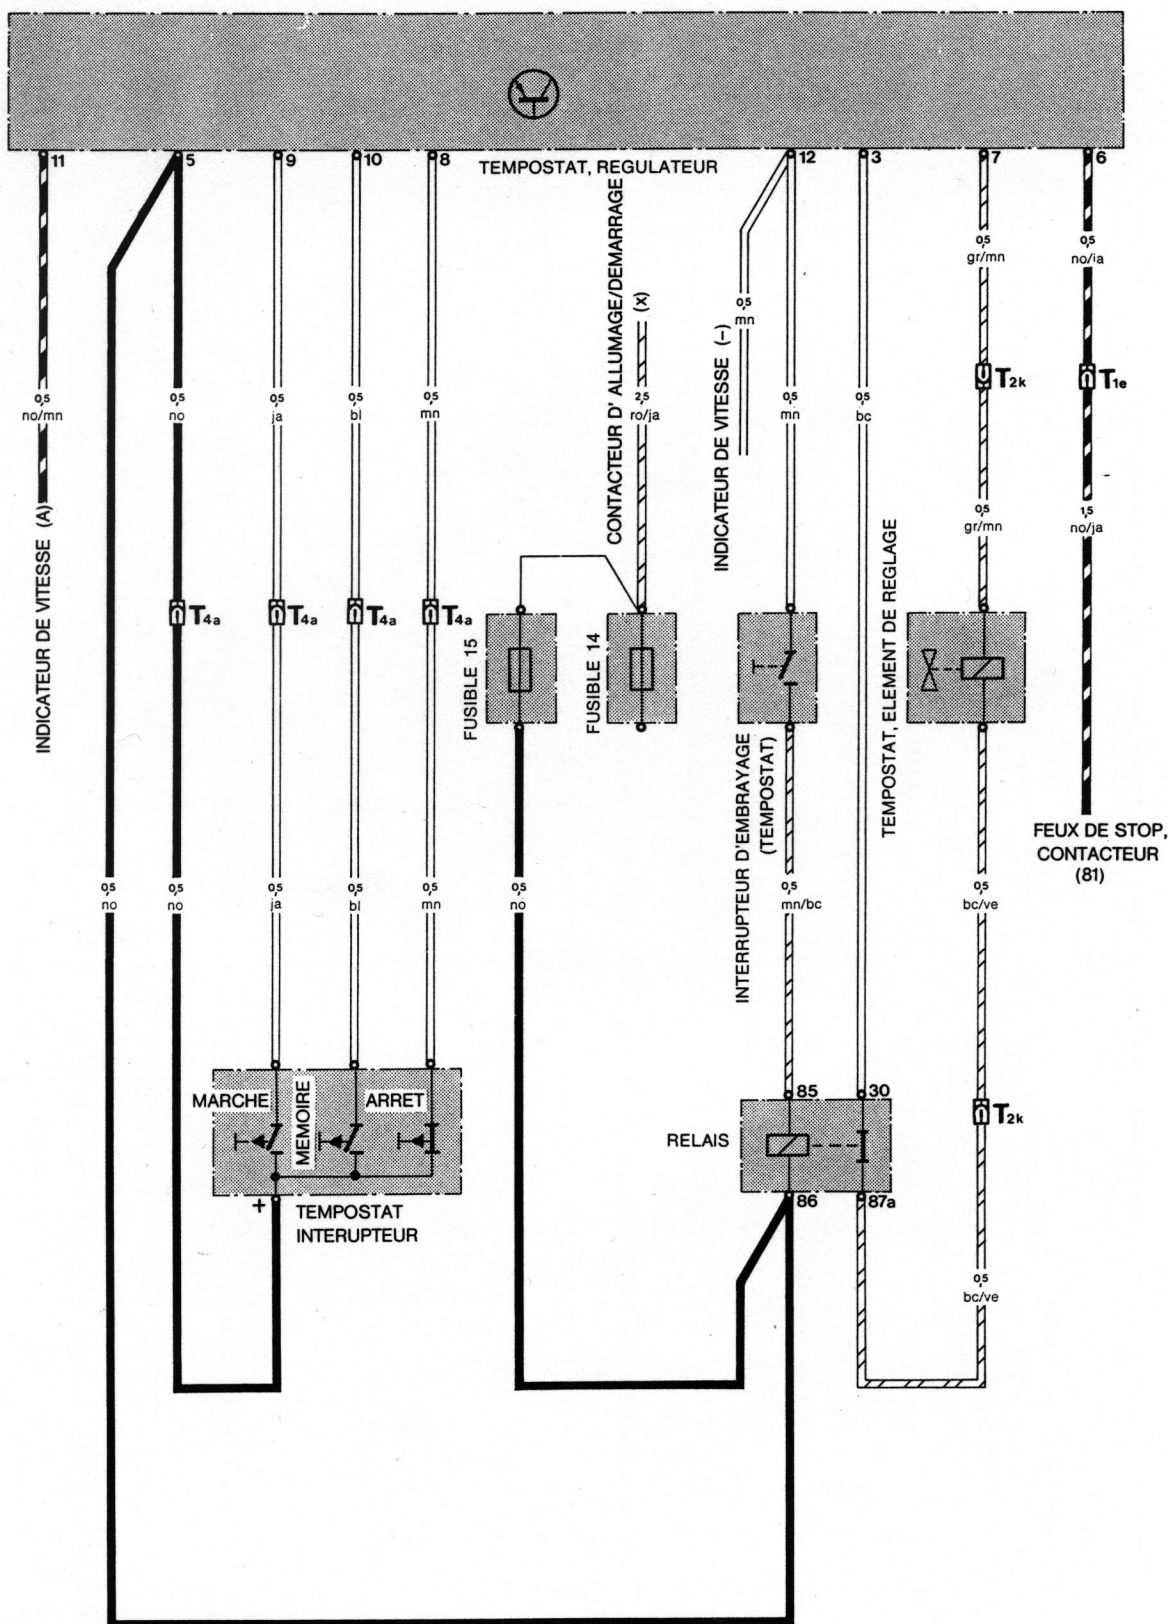 11 5 9 10 8 12 3 7 6
TEMPOSTAT, REGULATEUR
0,5
gr/mn
0,5
no/ia
CONTACTEUR D' ALLUMAGE/DEMARRAGE
(X)
INDICATEUR DE VITESSE (–)
0,5
mn
T2k
T1e
0,5
no/mn
0,5
no
0,5
ja
0,5
bl
0,5
mn
2,5
ro/ja
0,5
mn
0,5
bc
INDICATEUR DE VITESSE (A)
0,5
gr/mn
1,5
no/ja
T4a T4a T4a T4a
FUSIBLE 15
FUSIBLE 14
TEMPOSTAT, ELEMENT DE REGLAGE
INTERRUPTEUR D'EMBRAYAGE
(TEMPOSTAT)
FEUX DE STOP,
CONTACTEUR
(81)
0,5
no
0,5
no
0,5
ja
0,5
bl
0,5
mn
0,5
no
0,5
mn/bc
0,5
bc/ve
MARCHE
MEMOIRE
ARRET
85 30
T2k
RELAIS
86 87a
+
TEMPOSTAT
INTERUPTEUR
0,5
bc/ve